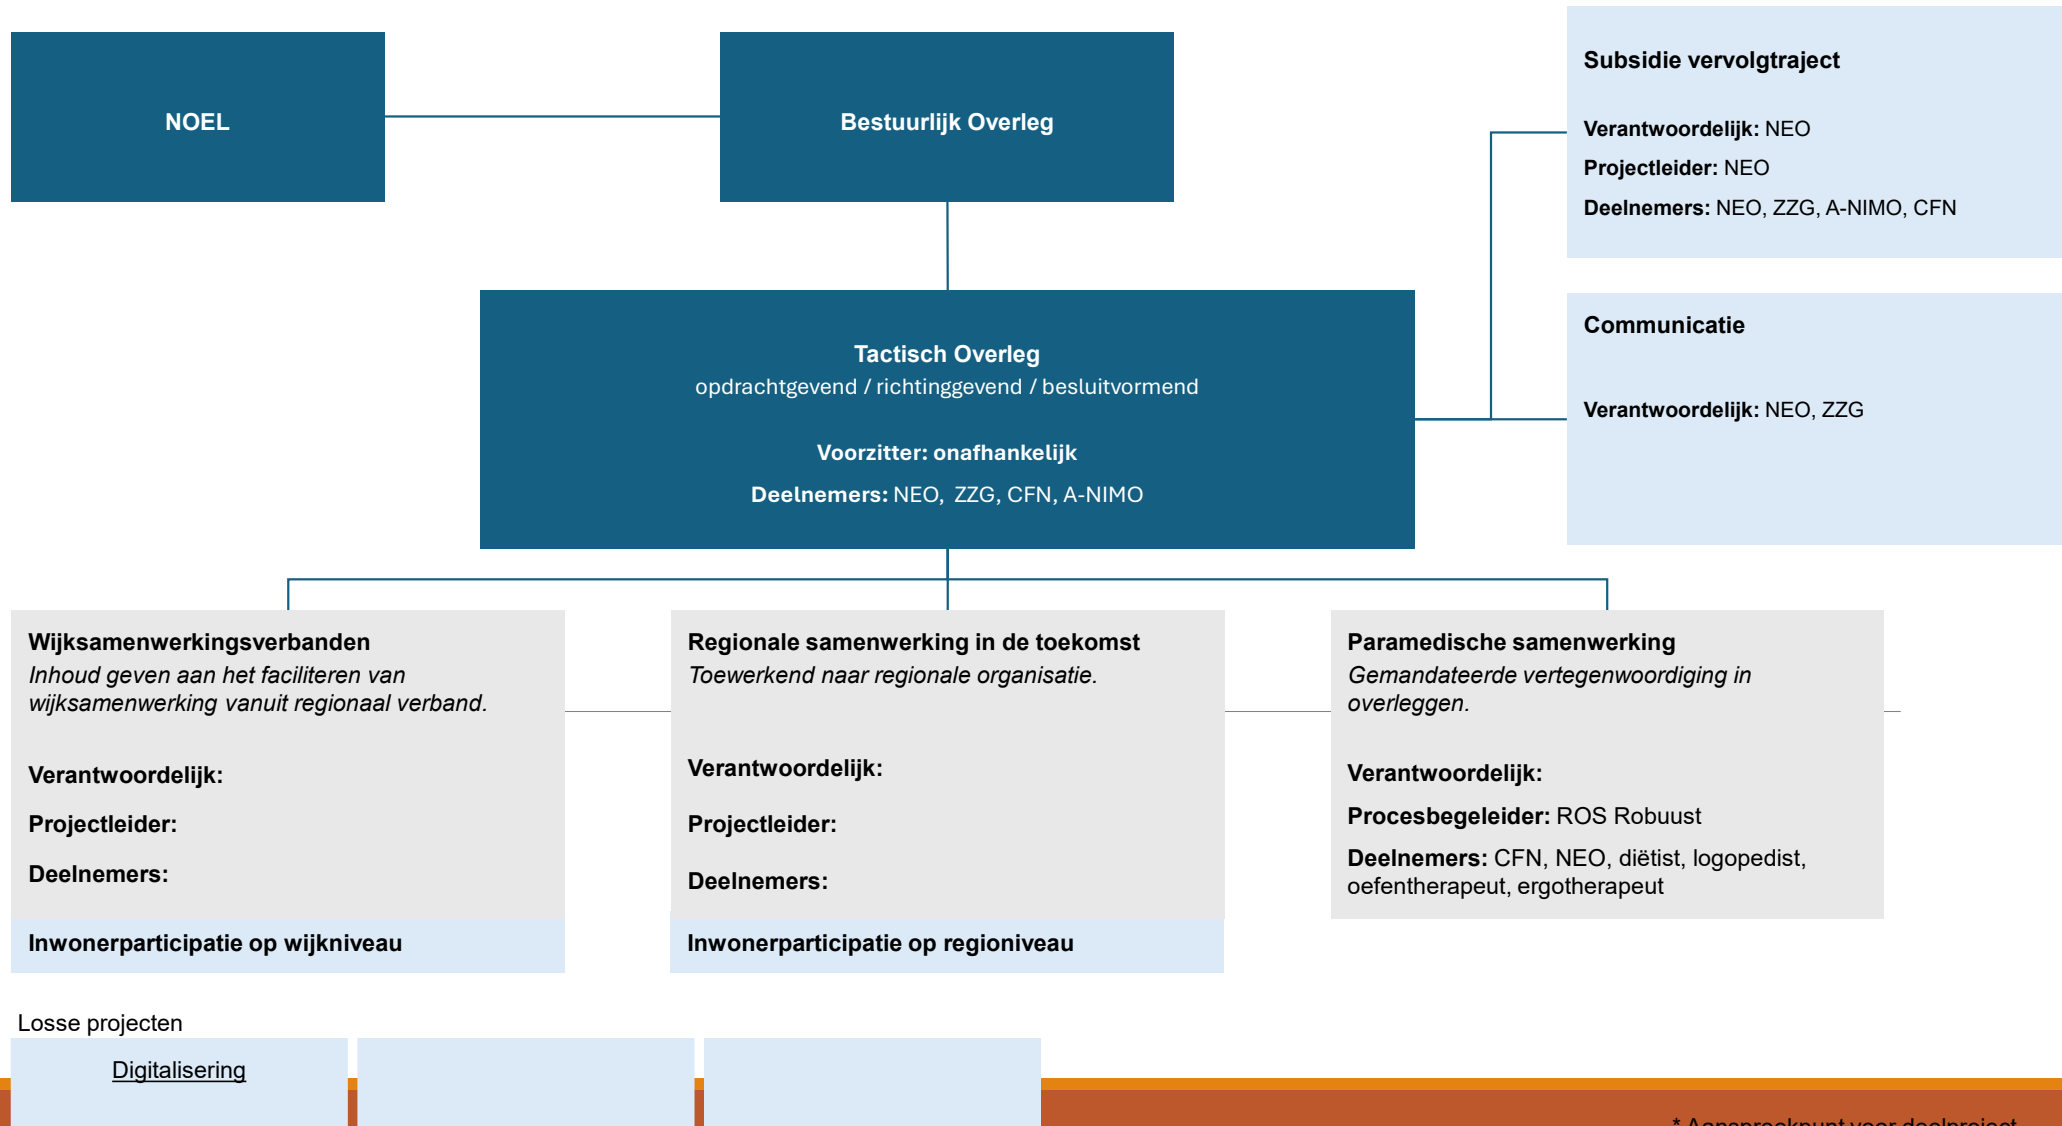 NOEL
Bestuurlijk Overleg
Subsidie vervolgtraject
Verantwoordelijk: NEO
Projectleider: NEO
Deelnemers: NEO, ZZG, A-NIMO, CFN
Communicatie
Verantwoordelijk: NEO, ZZG
Tactisch Overleg
opdrachtgevend / richtinggevend / besluitvormend
Voorzitter: onafhankelijk
Deelnemers: NEO, ZZG, CFN, A-NIMO
Wijksamenwerkingsverbanden
Inhoud geven aan het faciliteren van
wijksamenwerking vanuit regionaal verband.
Verantwoordelijk:
Projectleider:
Deelnemers:
Inwonerparticipatie op wijkniveau
Regionale samenwerking in de toekomst
Toewerkend naar regionale organisatie.
Verantwoordelijk:
Projectleider:
Deelnemers:
Inwonerparticipatie op regioniveau
Paramedische samenwerking
Gemandateerde vertegenwoordiging in
overleggen.
Verantwoordelijk:
Procesbegeleider: ROS Robuust
Deelnemers: CFN, NEO, diëtist, logopedist,
oefentherapeut, ergotherapeut
Losse projecten
Digitalisering
* Aanspreekpunt voor deelproject